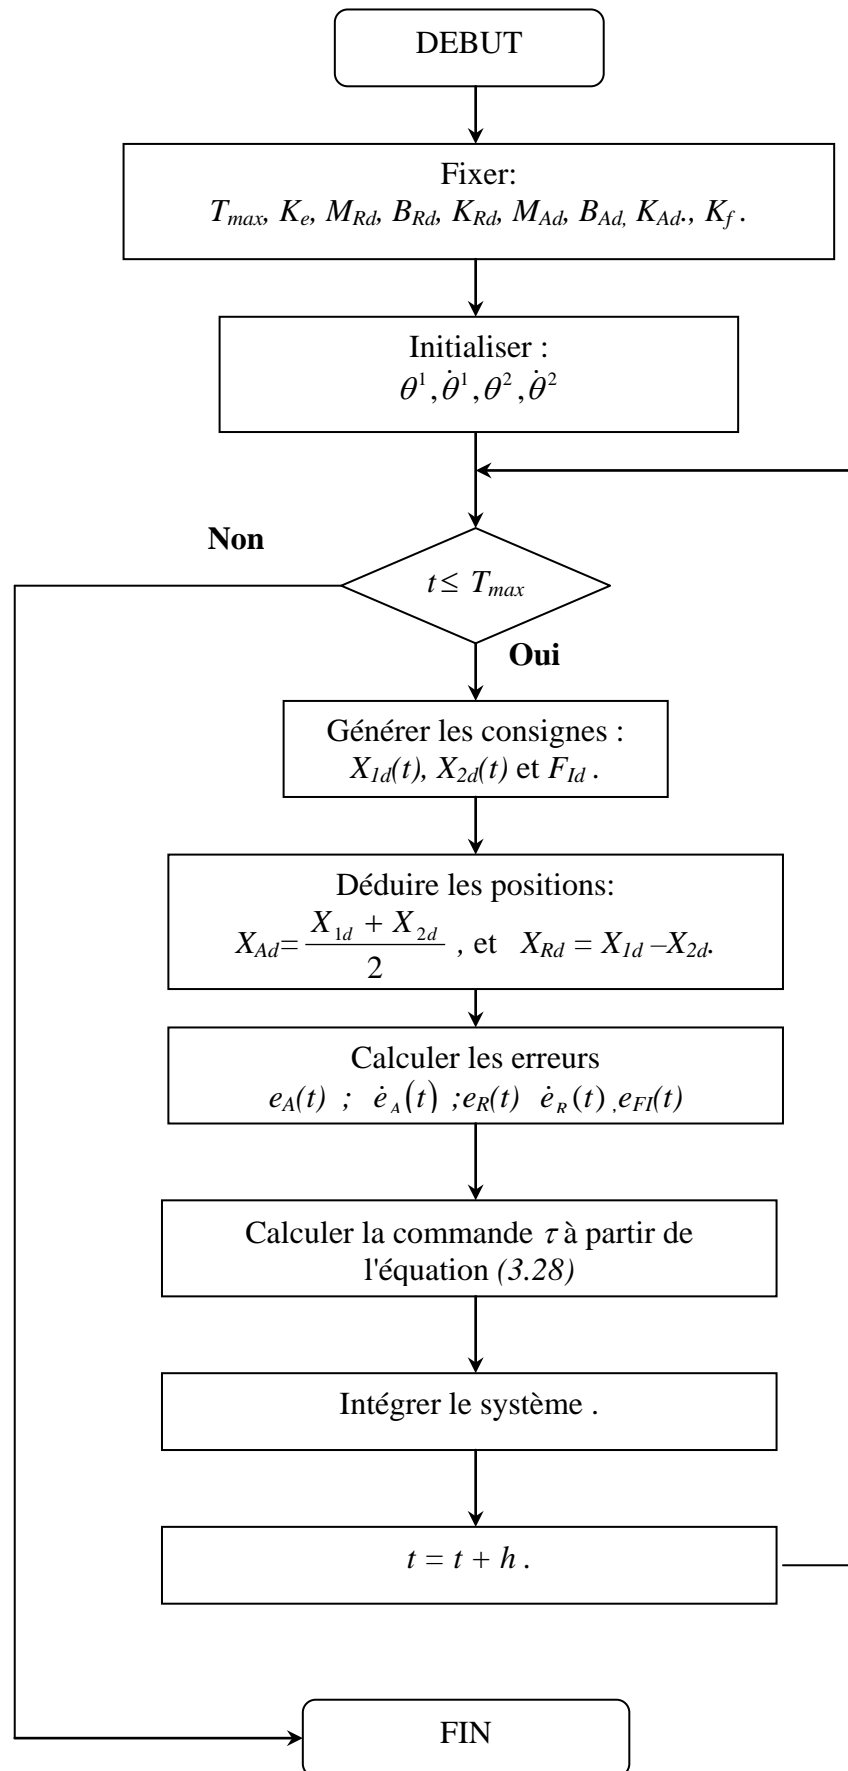 DEBUT
Fixer:
T_max, K_e, M_Rd, B_Rd, K_Rd, M_Ad, B_Ad, K_Ad., K_f .
Initialiser :
θ¹,θ̇¹,θ²,θ̇²
Non
t ≤ T_max
Oui
Générer les consignes :
X_1d(t), X_2d(t) et F_Id .
Déduire les positions:
X_Ad= (X_1d + X_2d)/2 , et X_Rd = X_1d –X_2d.
Calculer les erreurs
e_A(t) ; ė_A(t) ;e_R(t) ė_R(t) ,e_FI(t)
Calculer la commande τ à partir de
l'équation (3.28)
Intégrer le système .
t = t + h .
FIN